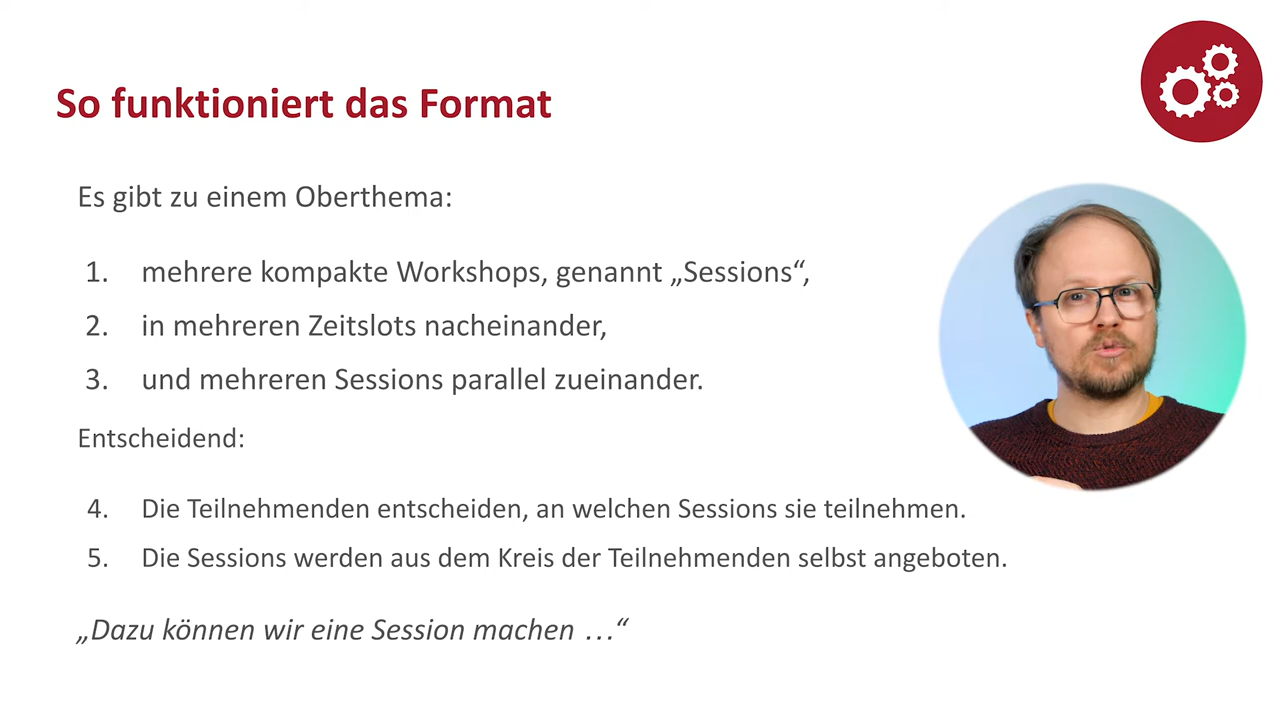 So funktioniert das Format
Es gibt zu einem Oberthema:
1. mehrere kompakte Workshops, genannt „Sessions“,
2. in mehreren Zeitslots nacheinander,
3. und mehreren Sessions parallel zueinander.
Entscheidend:
4. Die Teilnehmenden entscheiden, an welchen Sessions sie teilnehmen.
5. Die Sessions werden aus dem Kreis der Teilnehmenden selbst angeboten.
„Dazu können wir eine Session machen …“